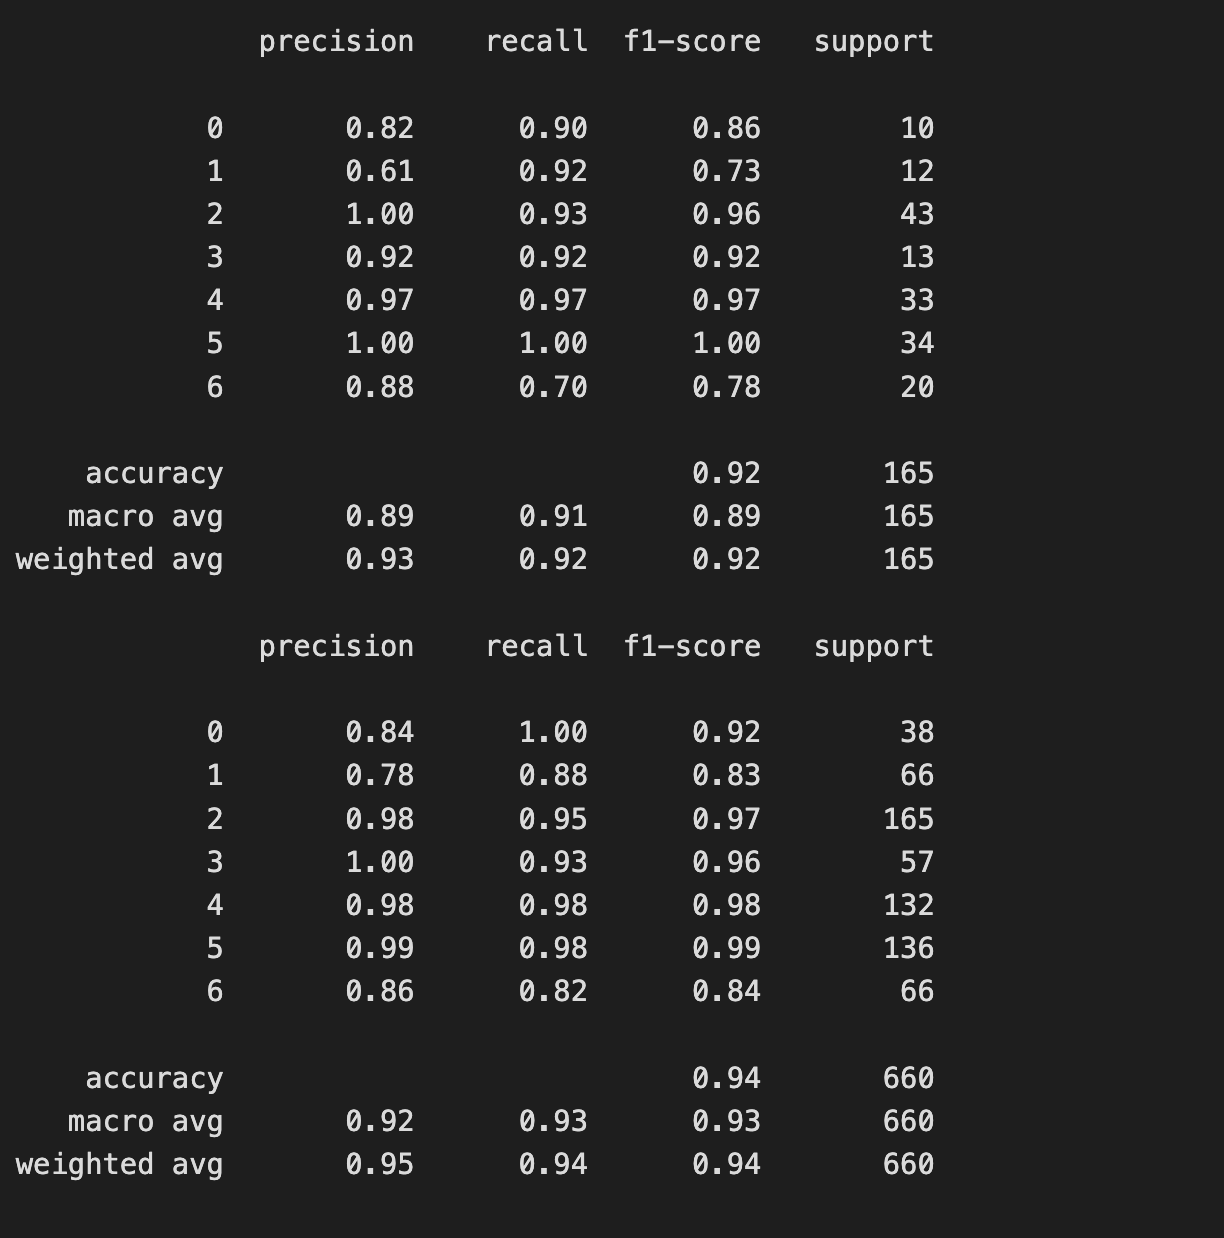 precision recall f1-score support
0 0.82 0.90 0.86 10
1 0.61 0.92 0.73 12
2 1.00 0.93 0.96 43
3 0.92 0.92 0.92 13
4 0.97 0.97 0.97 33
5 1.00 1.00 1.00 34
6 0.88 0.70 0.78 20
accuracy 0.92 165
macro avg 0.89 0.91 0.89 165
weighted avg 0.93 0.92 0.92 165
precision recall f1-score support
0 0.84 1.00 0.92 38
1 0.78 0.88 0.83 66
2 0.98 0.95 0.97 165
3 1.00 0.93 0.96 57
4 0.98 0.98 0.98 132
5 0.99 0.98 0.99 136
6 0.86 0.82 0.84 66
accuracy 0.94 660
macro avg 0.92 0.93 0.93 660
weighted avg 0.95 0.94 0.94 660